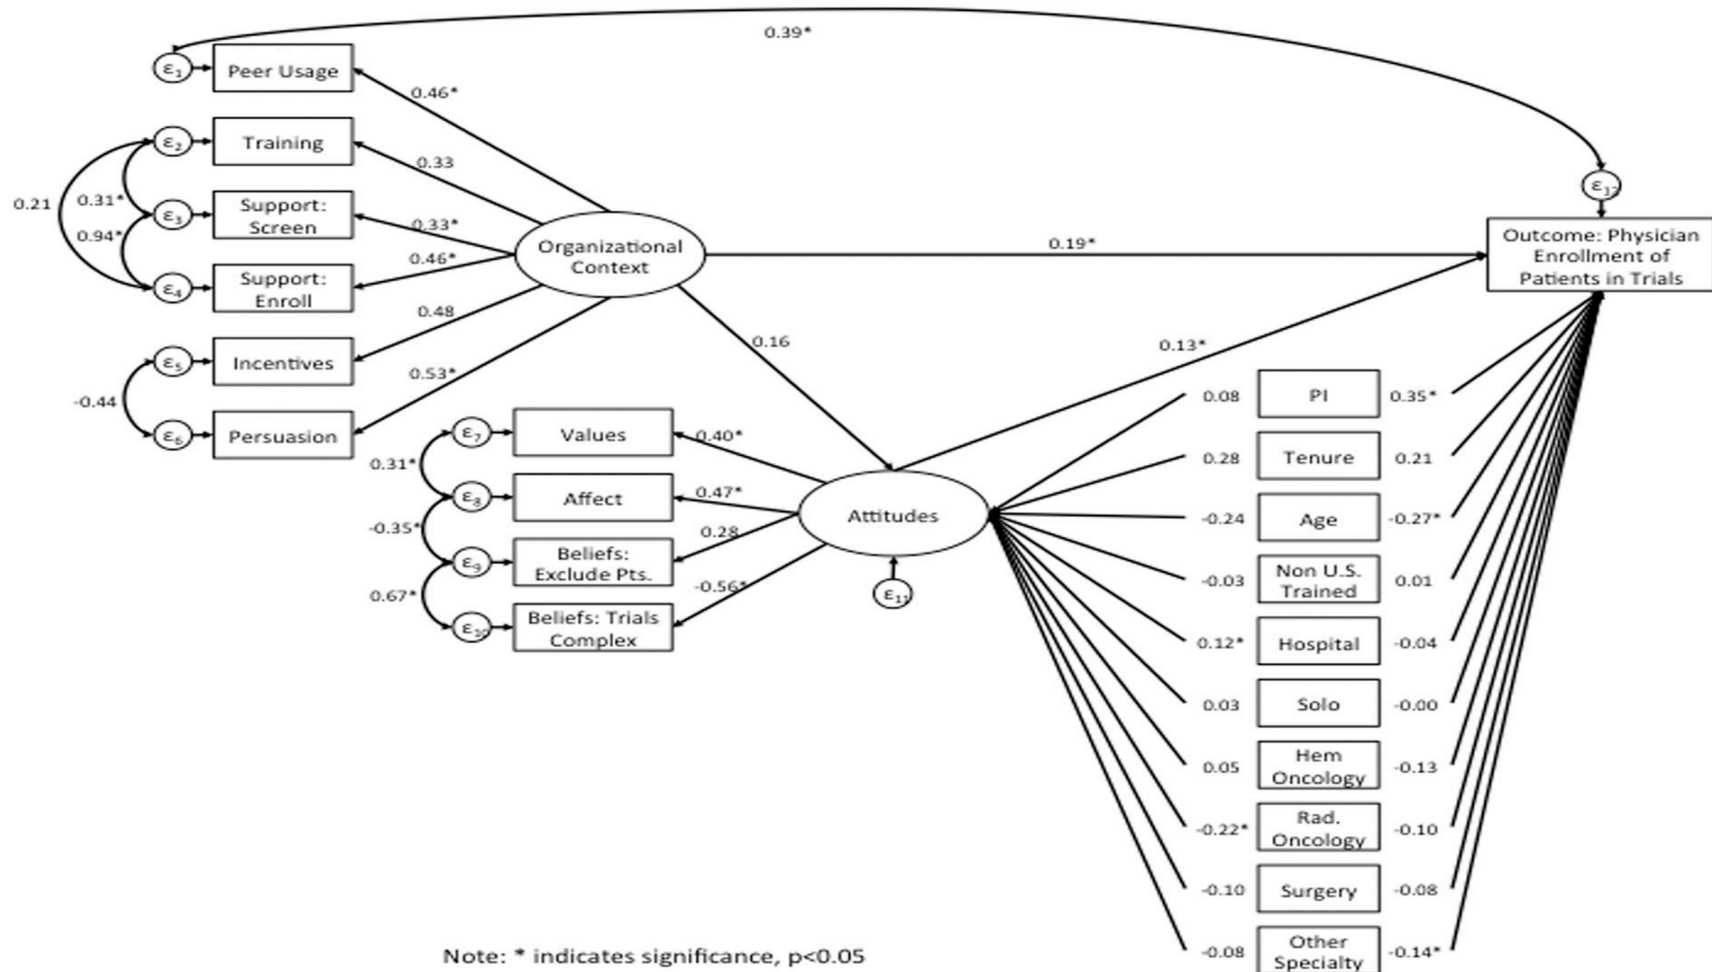 0.39*
ε1
Peer Usage
0.46*
ε2
Training
0.33
ε12
0.21
0.31*
ε3
Support:
Screen
0.33*
0.94*
Organizational
Context
0.19*
Outcome: Physician
Enrollment of
Patients in Trials
ε4
Support:
Enroll
0.46*
0.48
ε5
Incentives
0.16
0.13*
-0.44
0.53*
ε6
Persuasion
ε7
Values
0.40*
0.31*
ε8
Affect
0.47*
-0.35*
0.28
ε9
Beliefs:
Exclude Pts.
0.67*
-0.56*
ε10
Beliefs: Trials
Complex
Attitudes
ε11
0.08
PI
0.35*
0.28
Tenure
0.21
-0.24
Age
-0.27*
-0.03
Non U.S.
Trained
0.01
0.12*
Hospital
-0.04
0.03
Solo
-0.00
0.05
Hem
Oncology
-0.13
-0.22*
Rad.
Oncology
-0.10
-0.10
Surgery
-0.08
-0.08
Other
Specialty
-0.14*
Note: * indicates significance, p<0.05